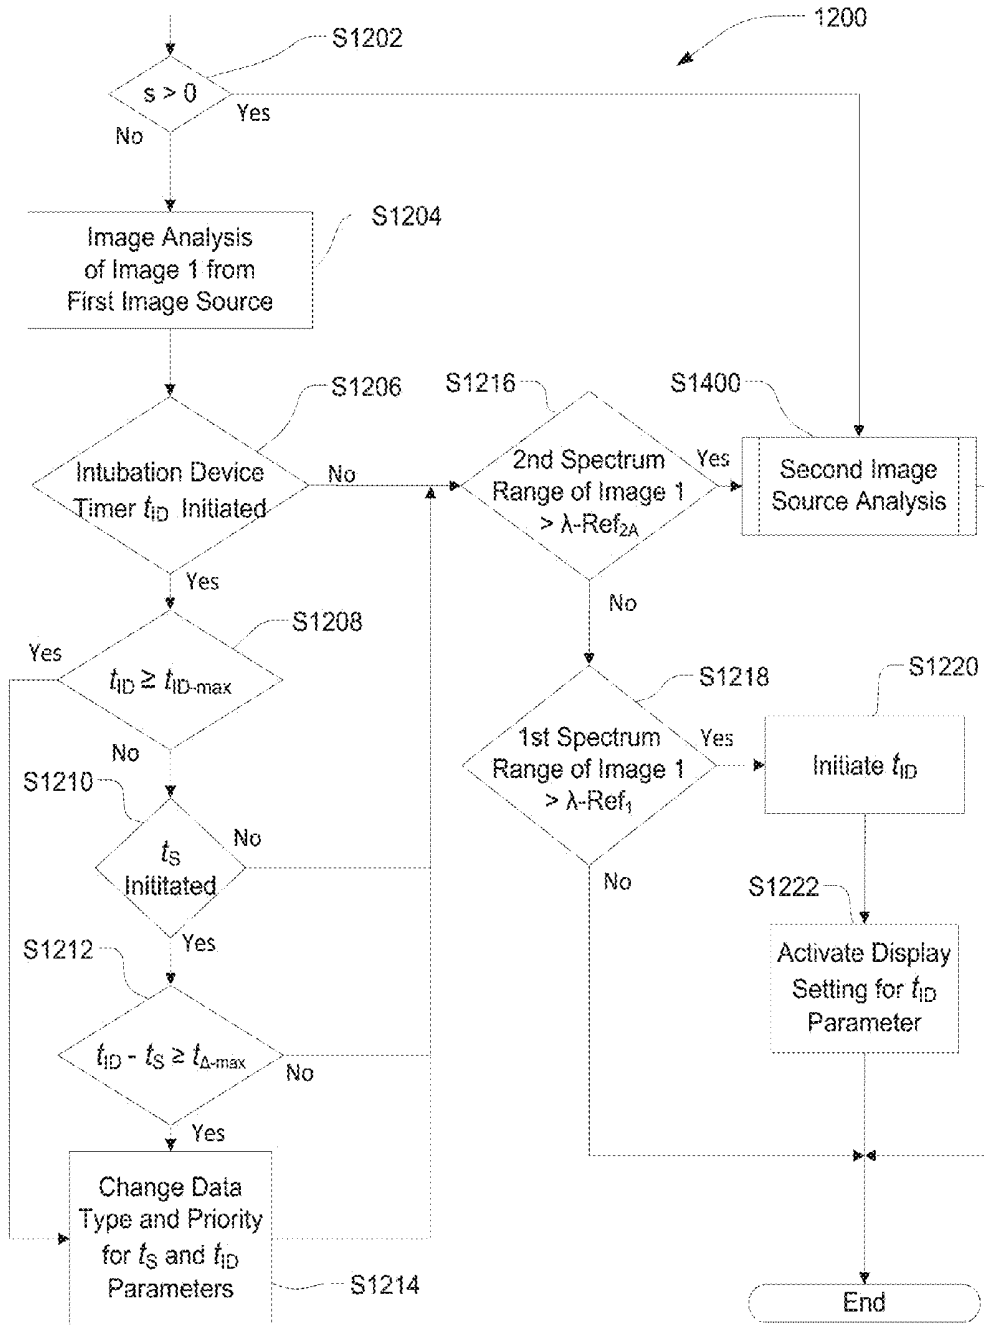 1200
S1202
s > 0
Yes
No
S1204
Image Analysis
of Image 1 from
First Image Source
S1206
Intubation Device
Timer tID Initiated
No
Yes
S1216
2nd Spectrum
Range of Image 1
> λ-Ref2A
Yes
No
S1400
Second Image
Source Analysis
S1208
tID ≥ tID-max
Yes
No
S1210
tS
Inititated
No
Yes
S1212
tID - tS ≥ tΔ-max
No
Yes
Change Data
Type and Priority
for tS and tID
Parameters
S1214
S1218
1st Spectrum
Range of Image 1
> λ-Ref1
Yes
No
S1220
Initiate tID
S1222
Activate Display
Setting for tID
Parameter
End